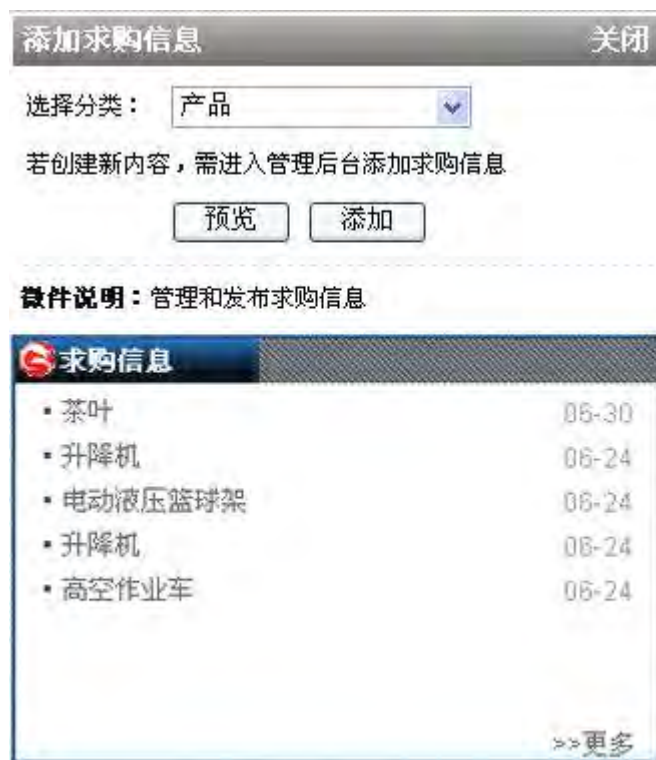 添加求购信息 关闭
选择分类： 产品
若创建新内容，需进入管理后台添加求购信息
预览 添加
微件说明：管理和发布求购信息
求购信息
▪ 茶叶 06-30
▪ 升降机 06-24
▪ 电动液压篮球架 06-24
▪ 升降机 06-24
▪ 高空作业车 06-24
>>更多